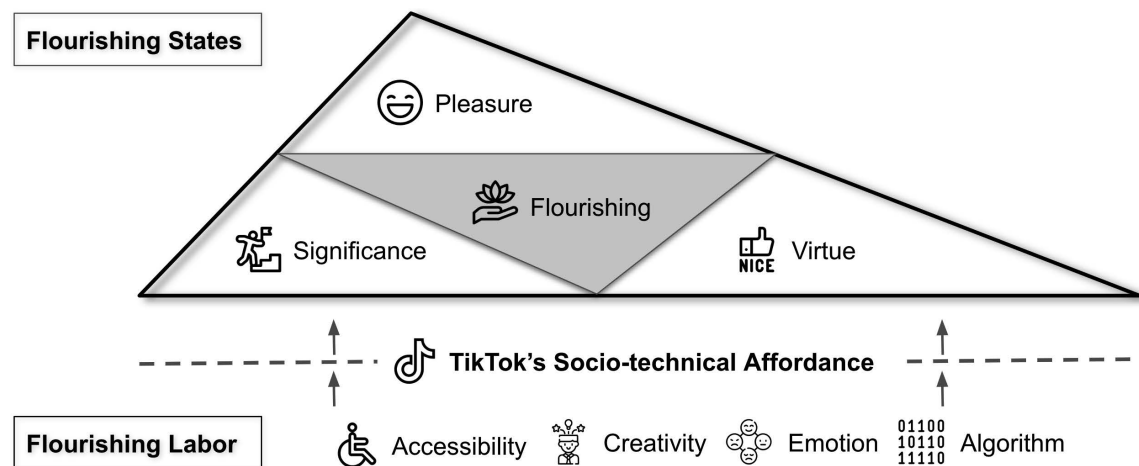 Flourishing States
Pleasure
Flourishing
Significance
NICE
Virtue
TikTok's Socio-technical Affordance
Flourishing Labor
Accessibility
Creativity
Emotion
01100
10110
11110
Algorithm